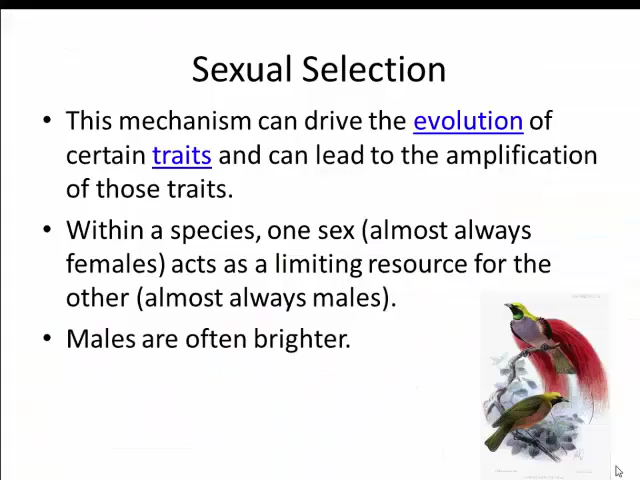 Sexual Selection
• This mechanism can drive the evolution of
certain traits and can lead to the amplification
of those traits.
• Within a species, one sex (almost always
females) acts as a limiting resource for the
other (almost always males).
• Males are often brighter.